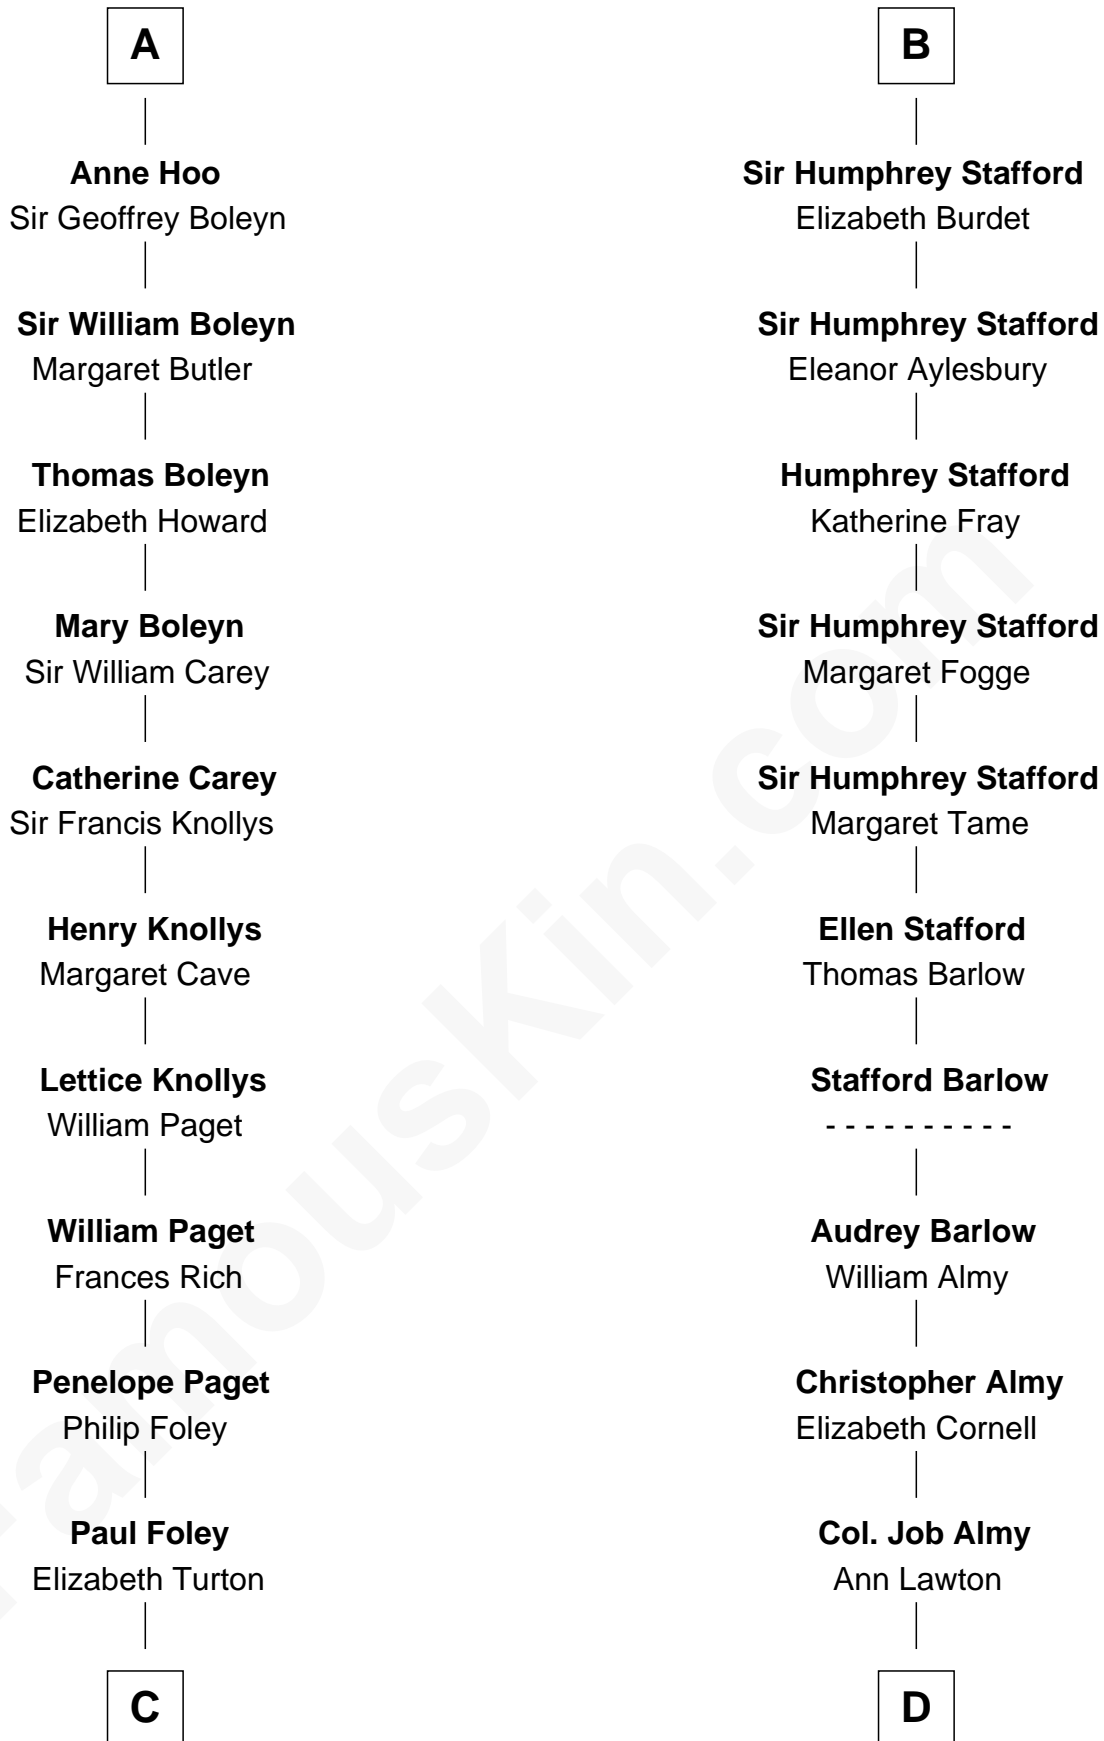 A
Anne Hoo
Sir Geoffrey Boleyn
Sir William Boleyn
Margaret Butler
Thomas Boleyn
Elizabeth Howard
Mary Boleyn
Sir William Carey
Catherine Carey
Sir Francis Knollys
Henry Knollys
Margaret Cave
Lettice Knollys
William Paget
William Paget
Frances Rich
Penelope Paget
Philip Foley
Paul Foley
Elizabeth Turton
C
B
Sir Humphrey Stafford
Elizabeth Burdet
Sir Humphrey Stafford
Eleanor Aylesbury
Humphrey Stafford
Katherine Fray
Sir Humphrey Stafford
Margaret Fogge
Sir Humphrey Stafford
Margaret Tame
Ellen Stafford
Thomas Barlow
Stafford Barlow
- - - - - - - - - -
Audrey Barlow
William Almy
Christopher Almy
Elizabeth Cornell
Col. Job Almy
Ann Lawton
D
FamousKin.com